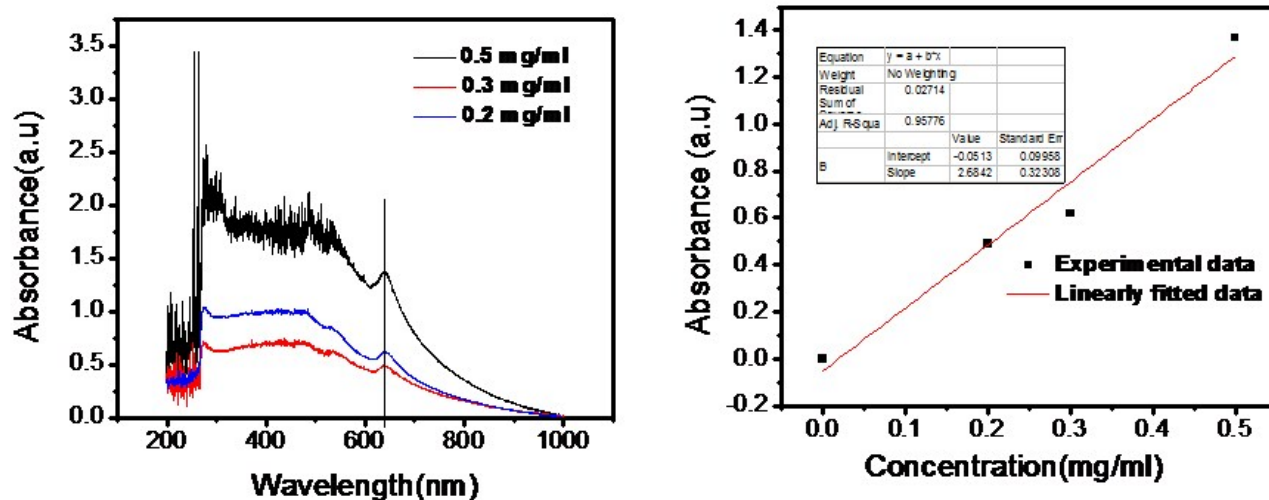 3.5
3.0
2.5
2.0
1.5
1.0
0.5
0.0
Absorbance(a.u)
0.5 mg/ml
0.3 mg/ml
0.2 mg/ml
200 400 600 800 1000
Wavelength(nm)
1.4
1.2
1.0
0.8
0.6
0.4
0.2
0.0
-0.2
Absorbance (a.u)
Equation y = a + b*x
Weight No Weighting
Residual 0.02714
Sum of
Adj. R-Squa 0.95776
Value Standard Err
B Intercept -0.0513 0.09958
Slope 2.6842 0.32308
Experimental data
Linearly fitted data
0.0 0.1 0.2 0.3 0.4 0.5
Concentration(mg/ml)